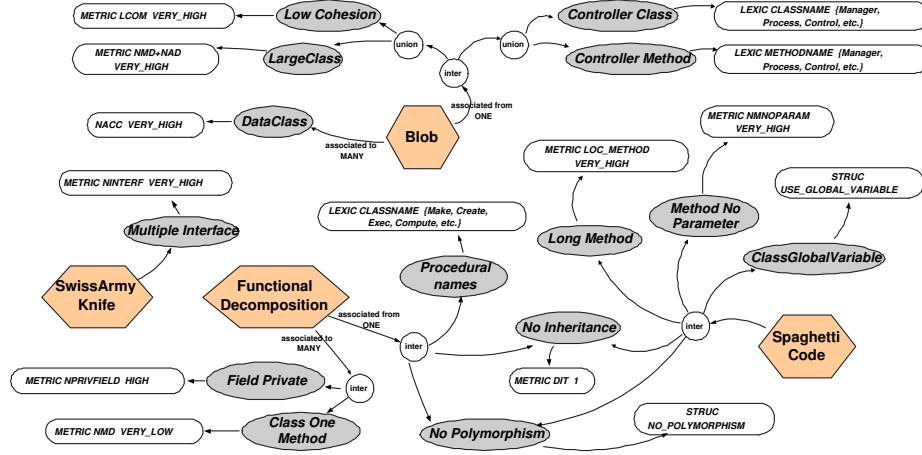 METRIC LCOM VERY_HIGH
Low Cohesion
union
METRIC NMD+NAD
VERY_HIGH
LargeClass
inter
union
Controller Class
LEXIC CLASSNAME {Manager,
Process, Control, etc.}
Controller Method
LEXIC METHODNAME {Manager,
Process, Control, etc.}
associated from
ONE
NACC VERY_HIGH
DataClass
associated to
MANY
Blob
METRIC NMNOPARAM
VERY_HIGH
METRIC LOC_METHOD
VERY_HIGH
STRUC
USE_GLOBAL_VARIABLE
METRIC NINTERF VERY_HIGH
Multiple Interface
LEXIC CLASSNAME {Make, Create,
Exec, Compute, etc.}
Long Method
Method No
Parameter
ClassGlobalVariable
SwissArmy
Knife
Functional
Decomposition
Procedural
names
associated from
ONE
associated to
MANY
inter
No Inheritance
inter
Spaghetti
Code
METRIC NPRIVFIELD HIGH
Field Private
inter
METRIC DIT 1
METRIC NMD VERY_LOW
Class One
Method
No Polymorphism
STRUC
NO_POLYMORPHISM